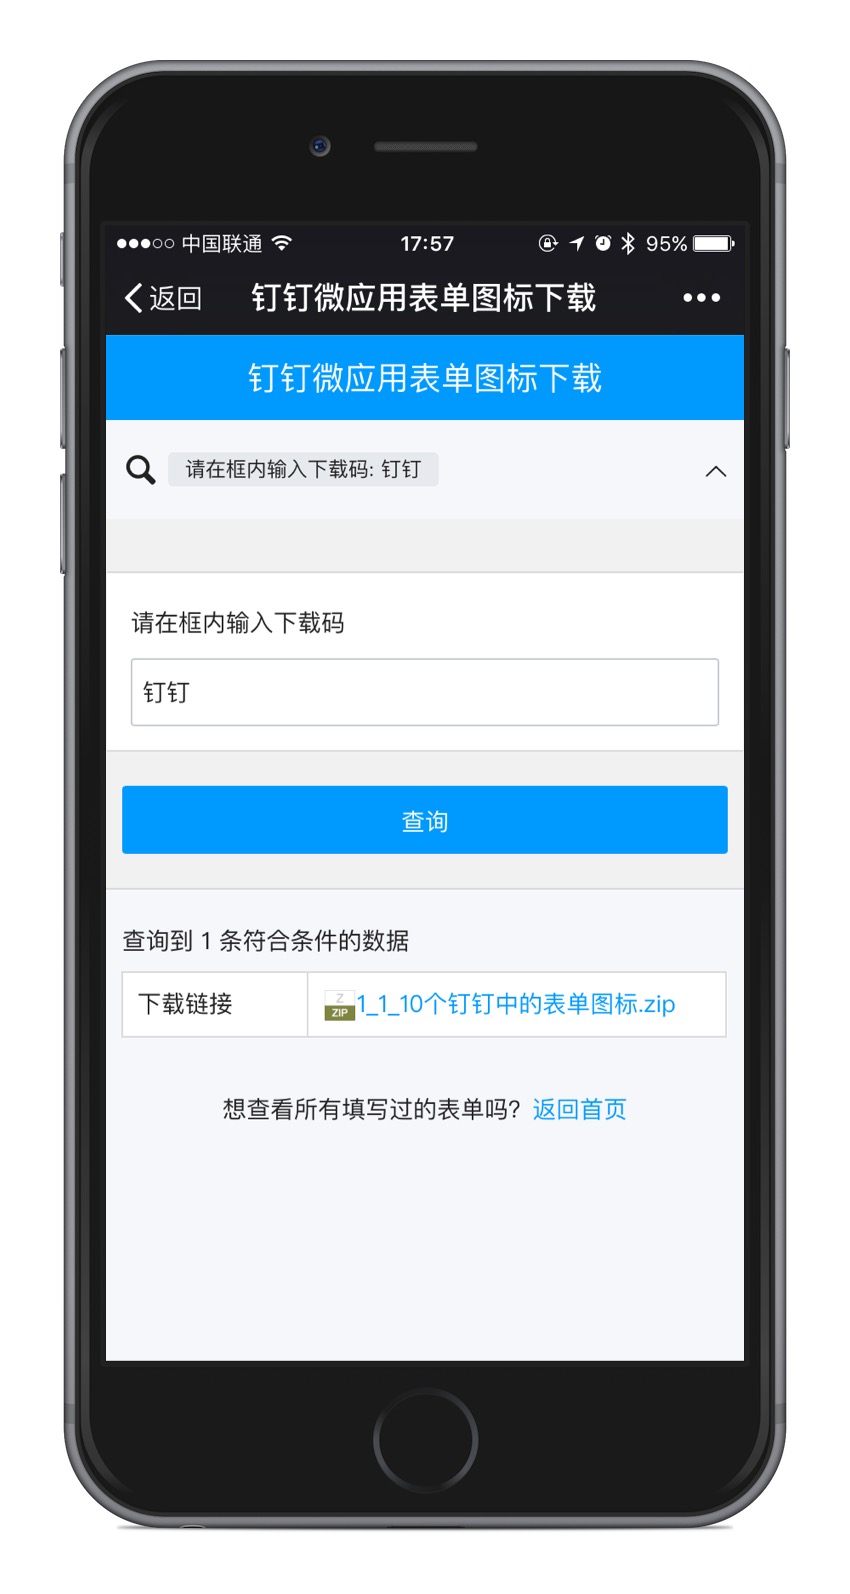 中国联通 17:57 95%
返回 钉钉微应用表单图标下载
钉钉微应用表单图标下载
请在框内输入下载码: 钉钉
请在框内输入下载码
钉钉
查询
查询到 1 条符合条件的数据
下载链接 Z ZIP 1_1_10个钉钉中的表单图标.zip
想查看所有填写过的表单吗？返回首页